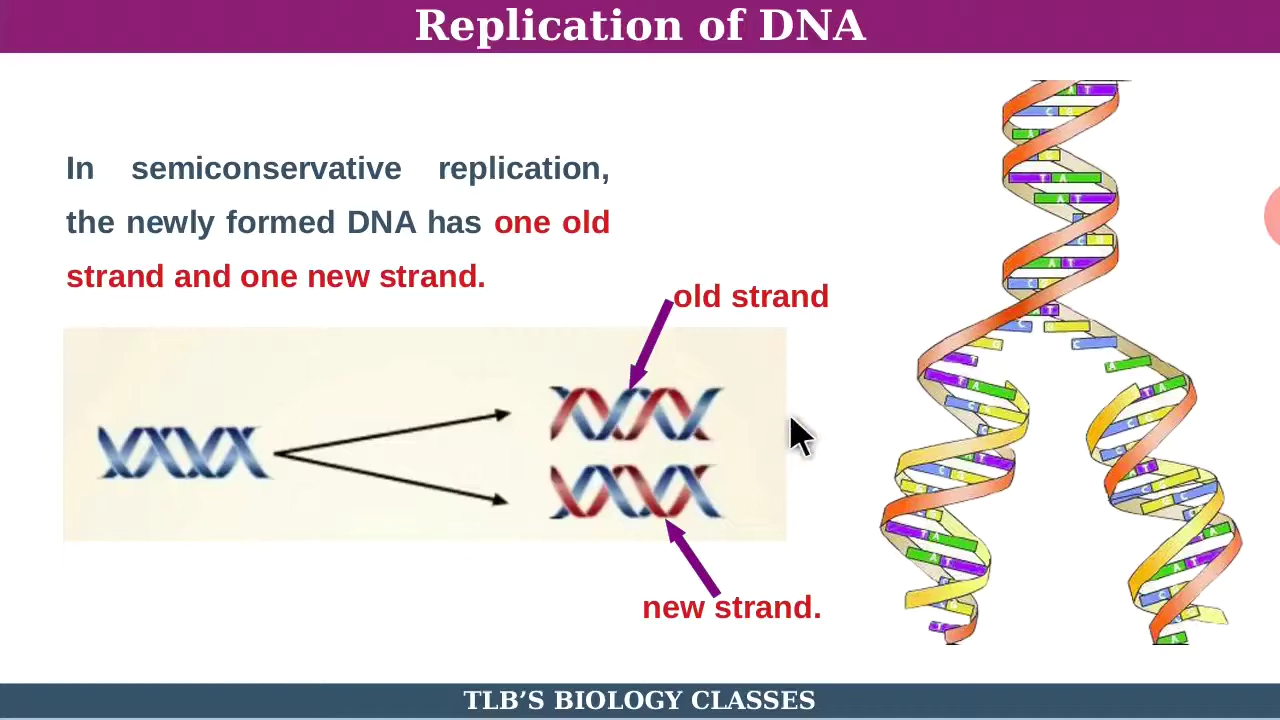 Replication of DNA
In semiconservative replication,
the newly formed DNA has one old
strand and one new strand.
old strand
new strand.
TLB’S BIOLOGY CLASSES